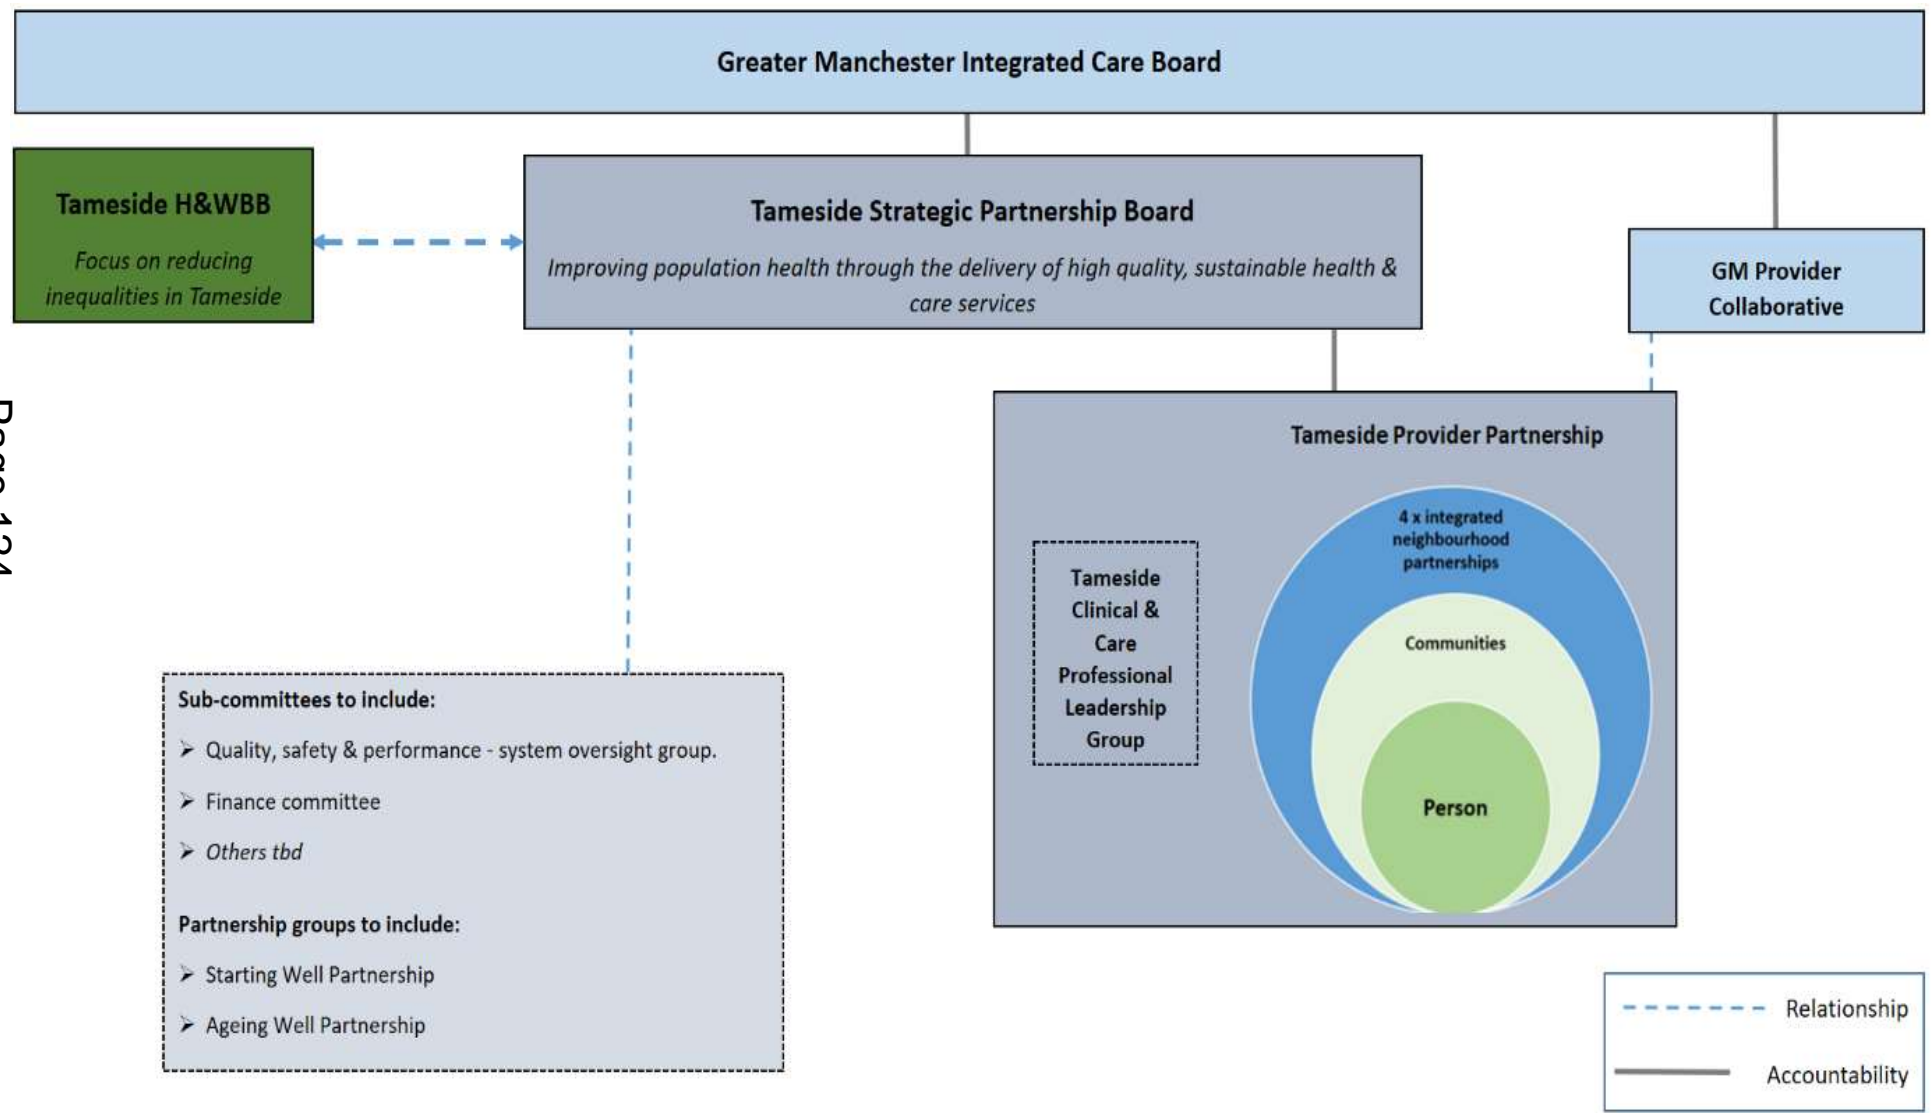 Greater Manchester Integrated Care Board
Tameside H&WBB
Focus on reducing
inequalities in Tameside
Tameside Strategic Partnership Board
Improving population health through the delivery of high quality, sustainable health &
care services
GM Provider
Collaborative
Tameside Provider Partnership
4 x integrated
neighbourhood
partnerships
Communities
Person
Tameside
Clinical &
Care
Professional
Leadership
Group
Sub-committees to include:
➢ Quality, safety & performance - system oversight group.
➢ Finance committee
➢ Others tbd
Partnership groups to include:
➢ Starting Well Partnership
➢ Ageing Well Partnership
Relationship
Accountability